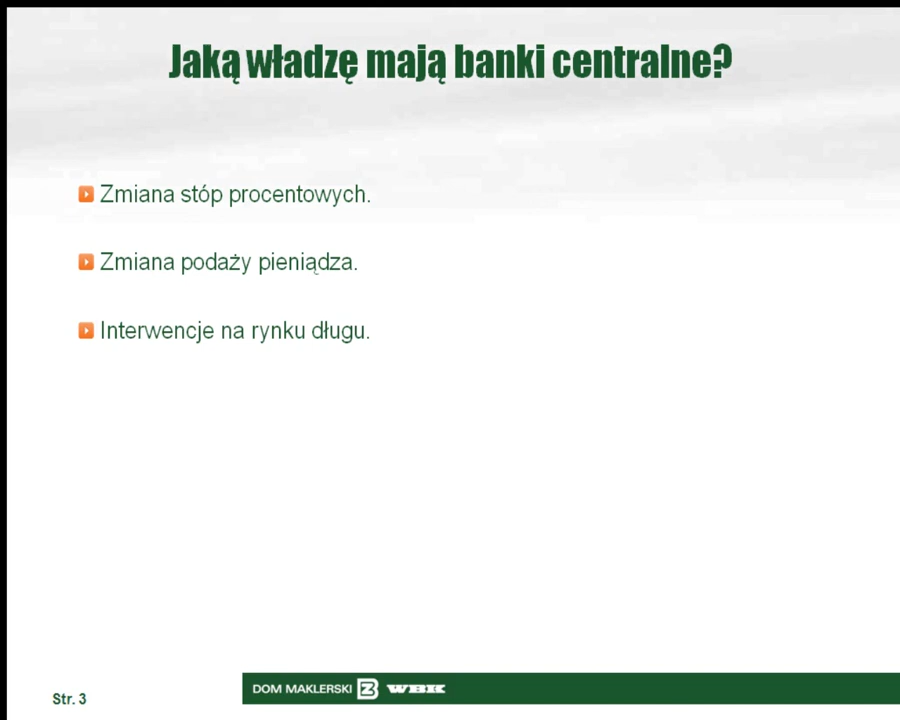 Jaką władzę mają banki centralne?
Zmiana stóp procentowych.
Zmiana podaży pieniądza.
Interwencje na rynku długu.
Str. 3
DOM MAKLERSKI Z WBK